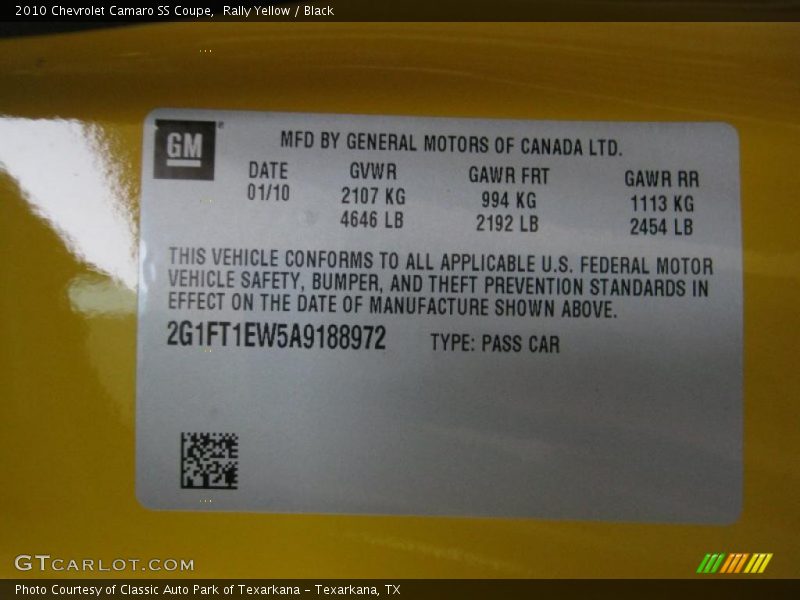 2010 Chevrolet Camaro SS Coupe, Rally Yellow / Black
GM
MFD BY GENERAL MOTORS OF CANADA LTD.
DATE GVWR GAWR FRT GAWR RR
01/10 2107 KG 994 KG 1113 KG
4646 LB 2192 LB 2454 LB
THIS VEHICLE CONFORMS TO ALL APPLICABLE U.S. FEDERAL MOTOR
VEHICLE SAFETY, BUMPER, AND THEFT PREVENTION STANDARDS IN
EFFECT ON THE DATE OF MANUFACTURE SHOWN ABOVE.
2G1FT1EW5A9188972 TYPE: PASS CAR
GTCARLOT.COM
Photo Courtesy of Classic Auto Park of Texarkana - Texarkana, TX